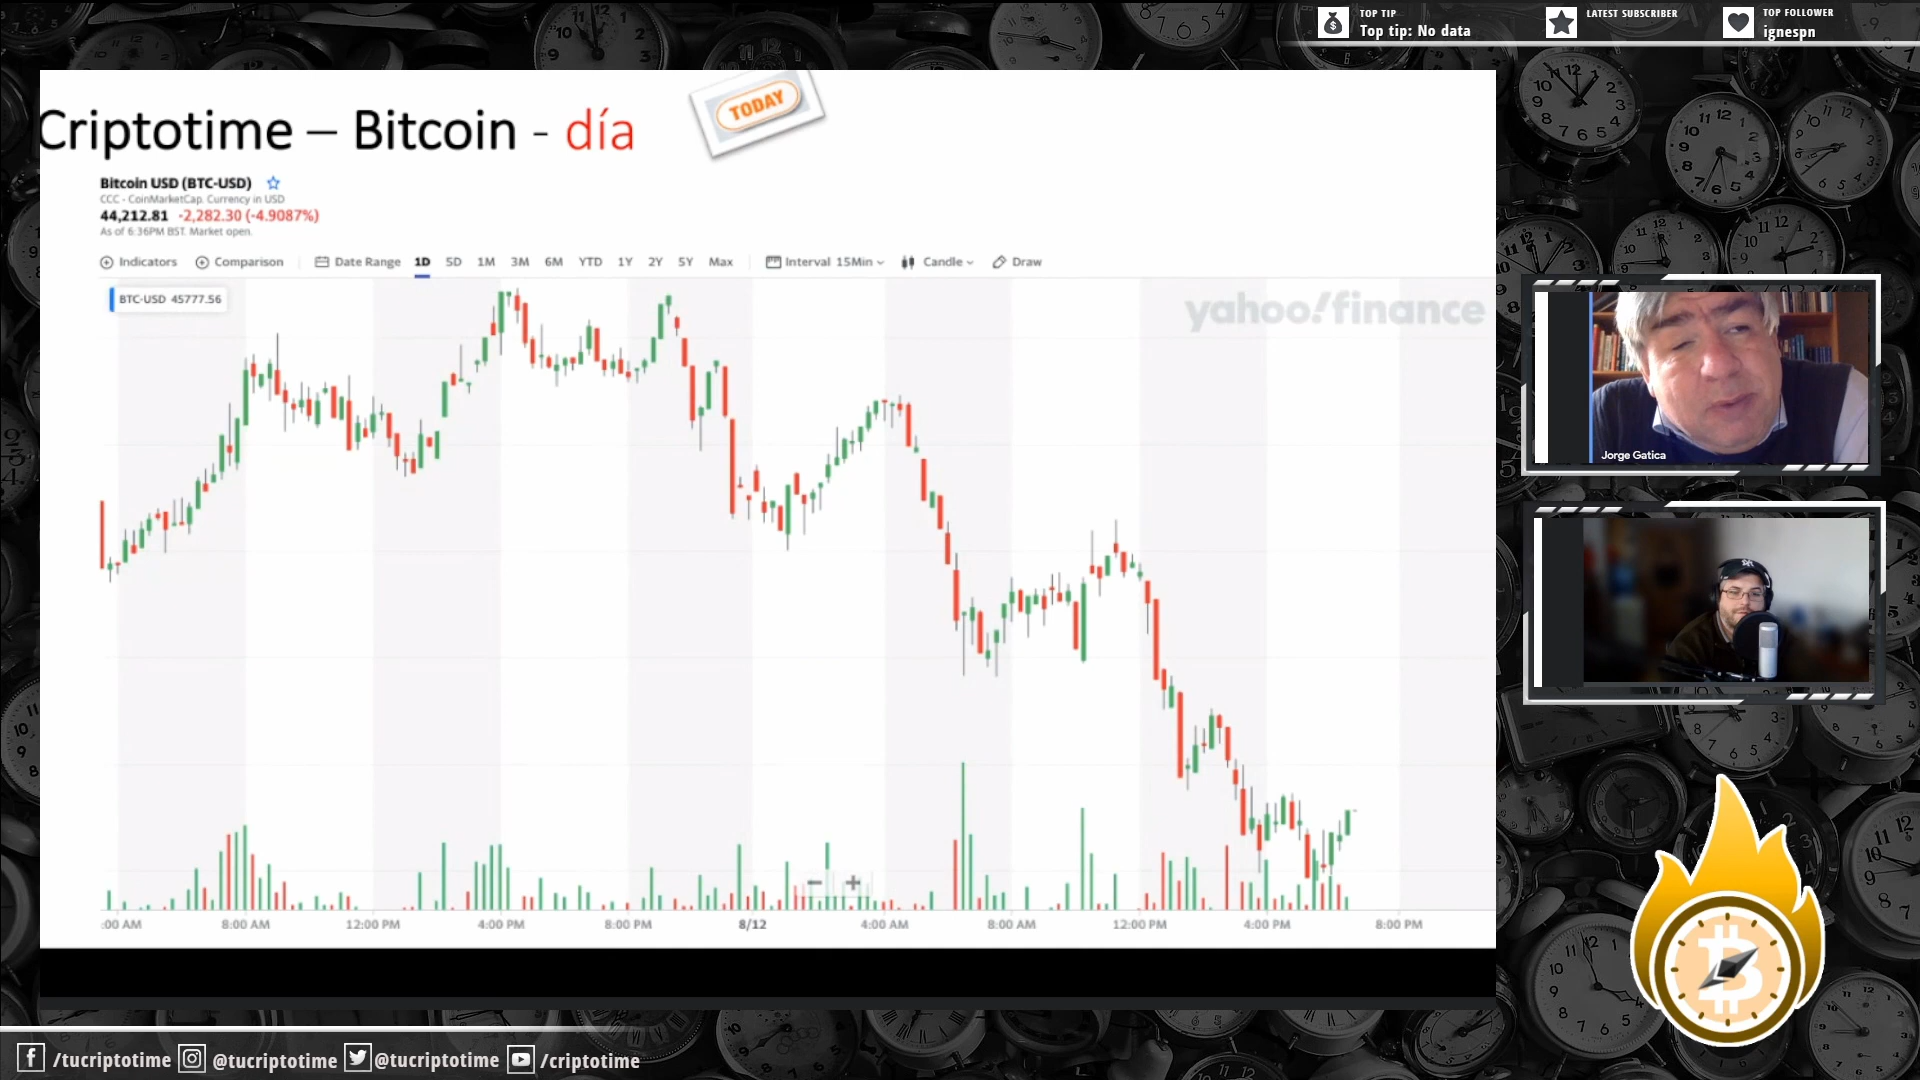 TOP TIP
Top tip: No data
LATEST SUBSCRIBER
TOP FOLLOWER
ignespn
Criptotime – Bitcoin - día
TODAY
Bitcoin USD (BTC-USD)
CCC - CoinMarketCap. Currency in USD
44,212.81 -2,282.30 (-4.9087%)
As of 6:36PM BST. Market open.
Indicators Comparison Date Range 1D 5D 1M 3M 6M YTD 1Y 2Y 5Y Max Interval 15Min Candle Draw
BTC-USD 45777.56
yahoo!finance
Jorge Gatica
:00 AM 8:00 AM 12:00 PM 4:00 PM 8:00 PM 8/12 4:00 AM 8:00 AM 12:00 PM 4:00 PM 8:00 PM
/tucriptotime @tucriptotime @tucriptotime /criptotime